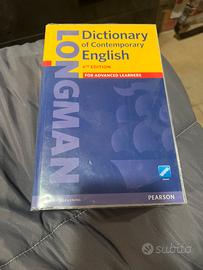 LONGMAN
Dictionary
of Contemporary
English
6TH EDITION
FOR ADVANCED LEARNERS
PEARSON
subito